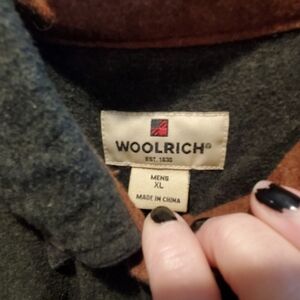 WOOLRICH®
EST. 1830
MENS
XL
MADE IN CHINA